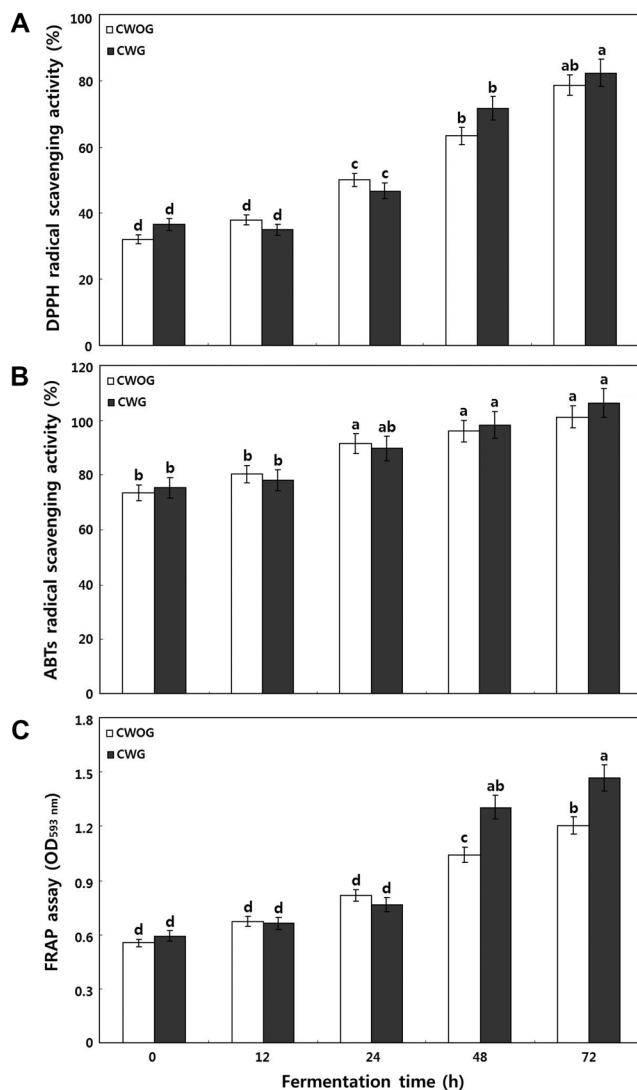 A
DPPH radical scavenging activity (%)
100
80
60
40
20
0
CWOG
CWG
d d d d c c b b ab a
B
ABTs radical scavenging activity (%)
120
100
80
60
40
20
0
CWOG
CWG
b b b b a ab a a a a
C
FRAP assay (OD593 nm)
1.8
1.5
1.2
0.9
0.6
0.3
0
CWOG
CWG
d d d d d d c ab b a
0 12 24 48 72
Fermentation time (h)